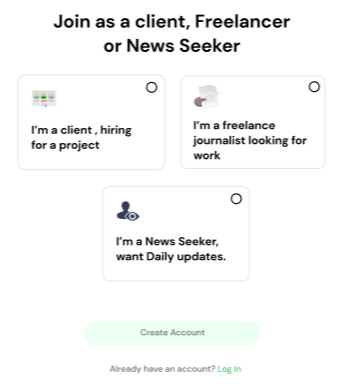 Join as a client, Freelancer
or News Seeker
I'm a client , hiring
for a project
I'm a freelance
journalist looking for
work
I'm a News Seeker,
want Daily updates.
Create Account
Already have an account? Log In